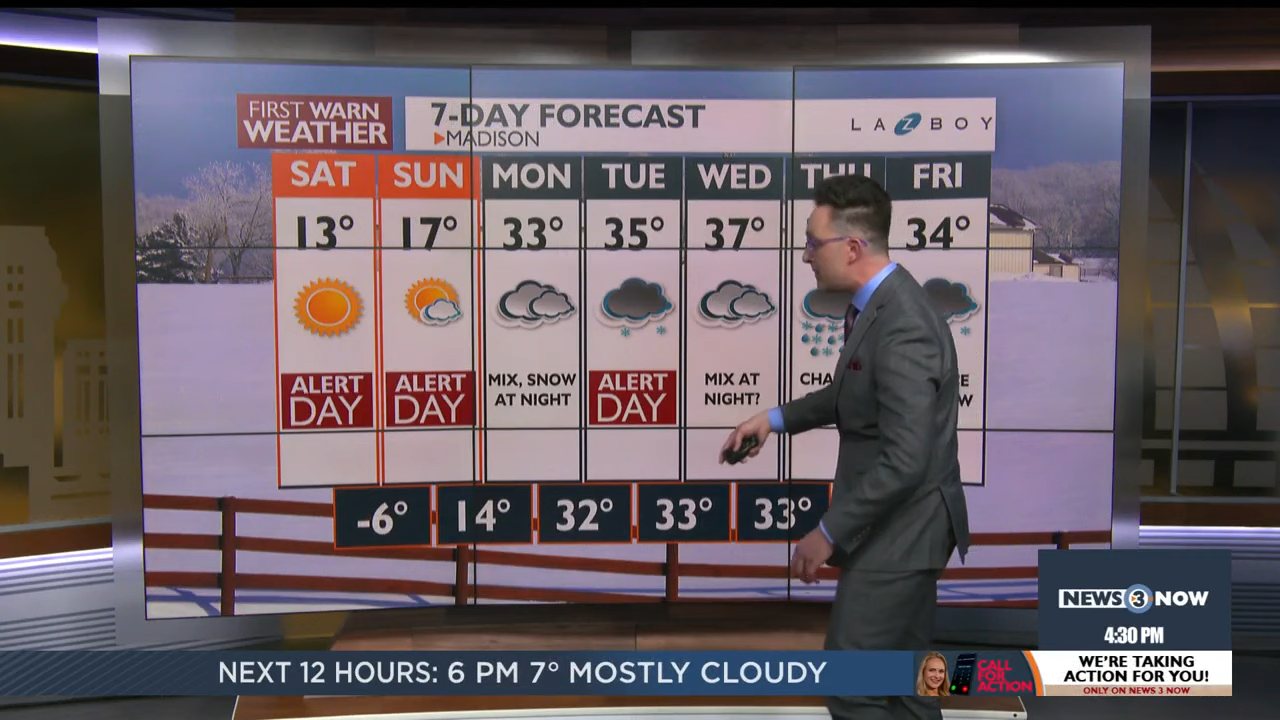 FIRST WARN
WEATHER
7-DAY FORECAST
MADISON
LAZBOY
SAT SUN MON TUE WED THU FRI
13° 17° 33° 35° 37° 34°
ALERT
DAY
ALERT
DAY
MIX, SNOW
AT NIGHT
ALERT
DAY
MIX AT
NIGHT?
-6° 14° 32° 33° 33°
NEWS 3 NOW
4:30 PM
NEXT 12 HOURS: 6 PM 7° MOSTLY CLOUDY
CALL
FOR
ACTION
WE'RE TAKING
ACTION FOR YOU!
ONLY ON NEWS 3 NOW